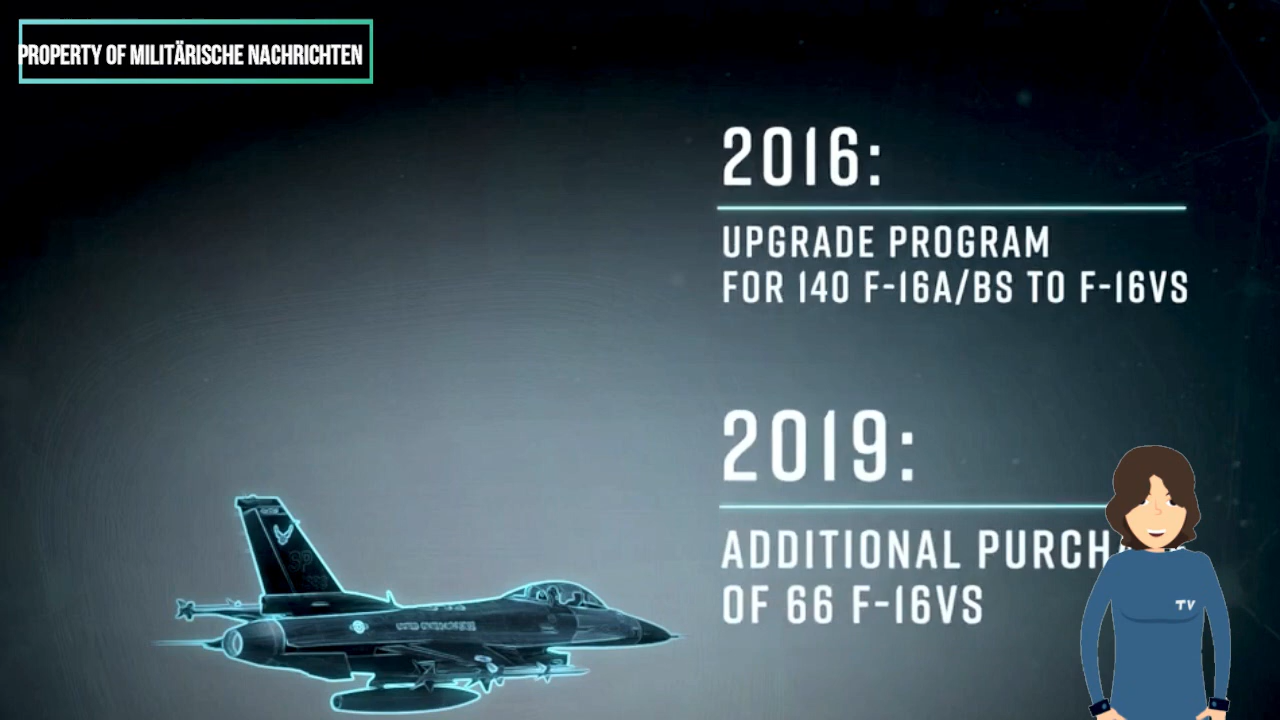 PROPERTY OF MILITÄRISCHE NACHRICHTEN
2016:
UPGRADE PROGRAM
FOR 140 F-16A/BS TO F-16VS
2019:
ADDITIONAL
OF 66 F-16VS
TV